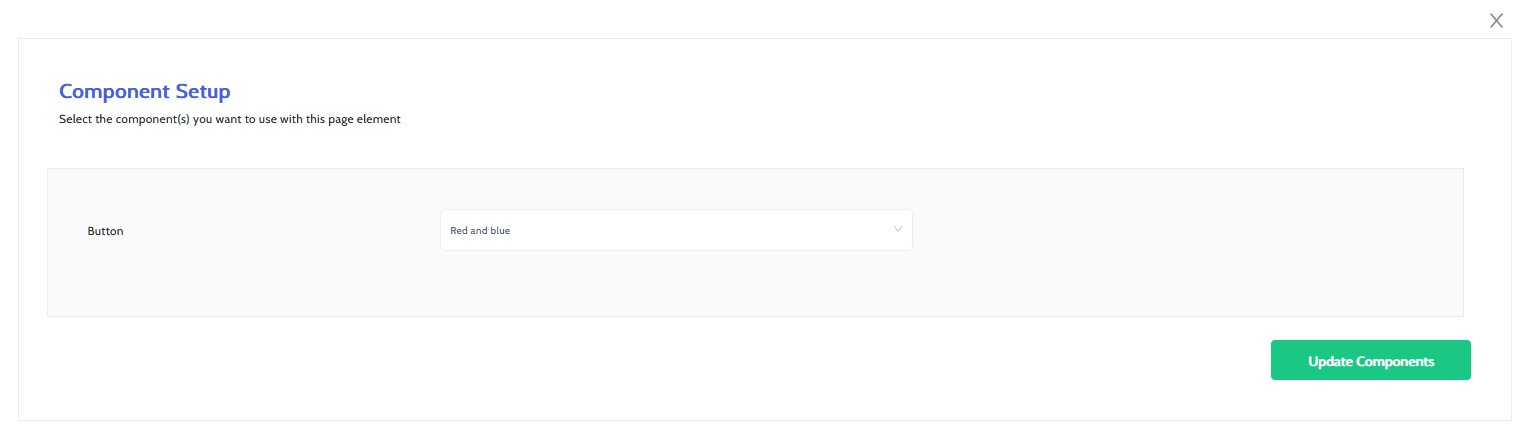 X
Component Setup
Select the component(s) you want to use with this page element
Button
Red and blue
Update Components